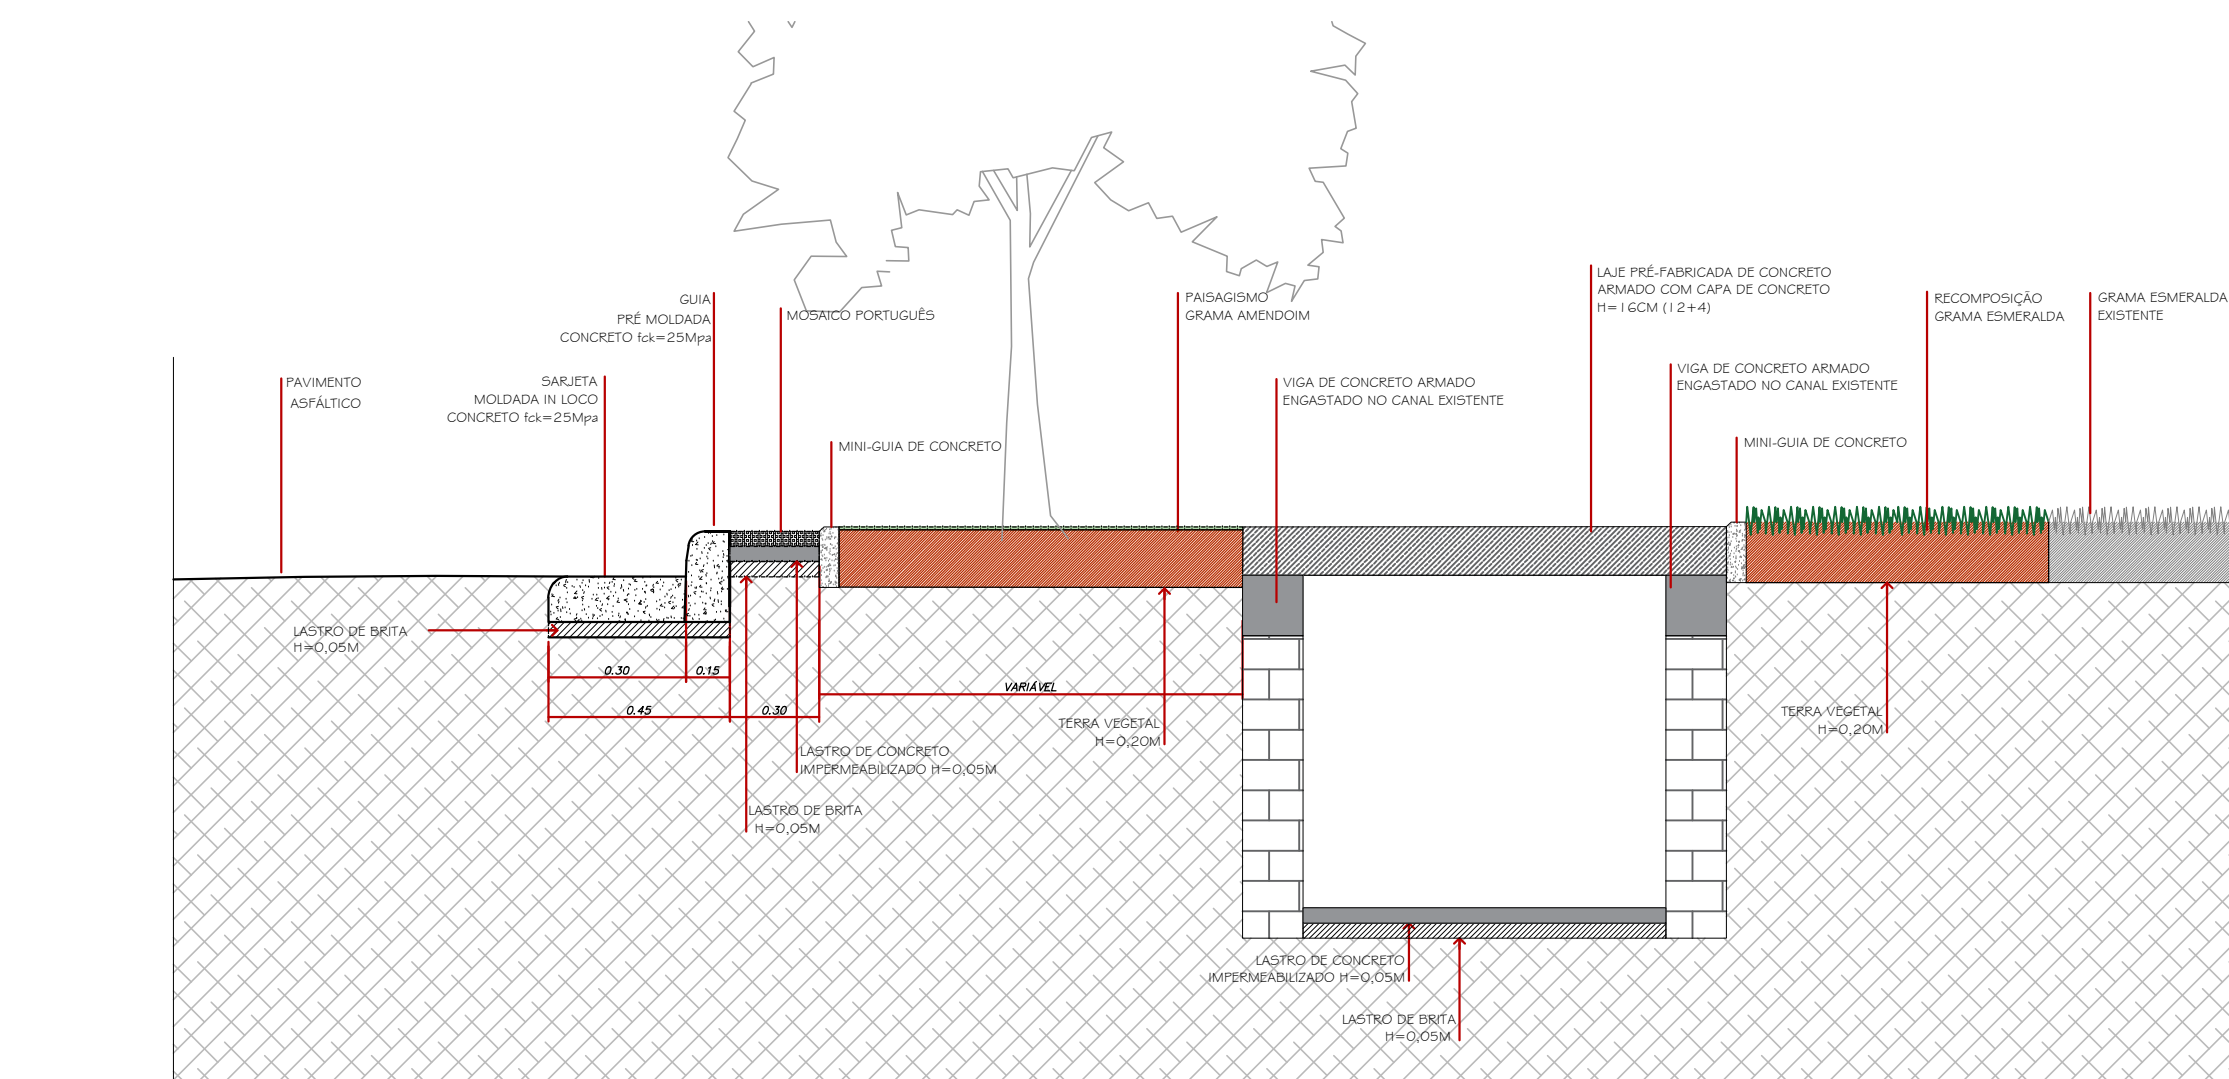 LAJE PRÉ-FABRICADA DE CONCRETO
ARMADO COM CAPA DE CONCRETO
H=16CM (12+4)
GUIA
PRÉ MOLDADA
CONCRETO fck=25Mpa
MOSAICO PORTUGUÊS
PAISAGISMO
GRAMA AMENDOIM
RECOMPOSIÇÃO
GRAMA ESMERALDA
GRAMA ESMERALDA
EXISTENTE
PAVIMENTO
ASFÁLTICO
SARJETA
MOLDADA IN LOCO
CONCRETO fck=25Mpa
VIGA DE CONCRETO ARMADO
ENGASTADO NO CANAL EXISTENTE
VIGA DE CONCRETO ARMADO
ENGASTADO NO CANAL EXISTENTE
MINI-GUIA DE CONCRETO
MINI-GUIA DE CONCRETO
LASTRO DE BRITA
H=0,05M
0.30
0.15
VARIÁVEL
0.45
0.30
TERRA VEGETAL
H=0,20M
TERRA VEGETAL
H=0,20M
LASTRO DE CONCRETO
IMPERMEABILIZADO H=0,05M
LASTRO DE BRITA
H=0,05M
LASTRO DE CONCRETO
IMPERMEABILIZADO H=0,05M
LASTRO DE BRITA
H=0,05M